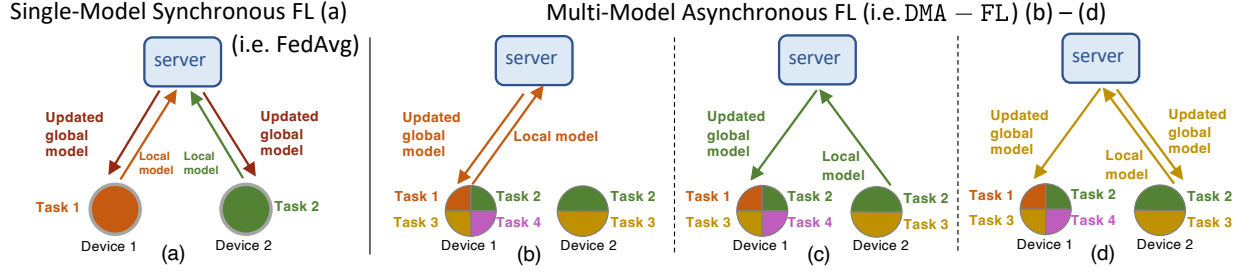 Single-Model Synchronous FL (a)
(i.e. FedAvg)
Multi-Model Asynchronous FL (i.e. DMA − FL) (b) – (d)
server
Updated
global
model
Local
model
Local
model
Updated
global
model
Task 1
Task 2
Device 1
Device 2
(a)
server
Updated
global
model
Local model
Task 1
Task 2
Task 3
Task 4
Device 1
Task 2
Task 3
Device 2
(b)
server
Updated
global
model
Local
model
Task 1
Task 2
Task 3
Task 4
Device 1
Task 2
Task 3
Device 2
(c)
server
Updated
global
model
Updated
global
model
Local
model
Task 1
Task 2
Task 3
Task 4
Device 1
Task 2
Task 3
Device 2
(d)